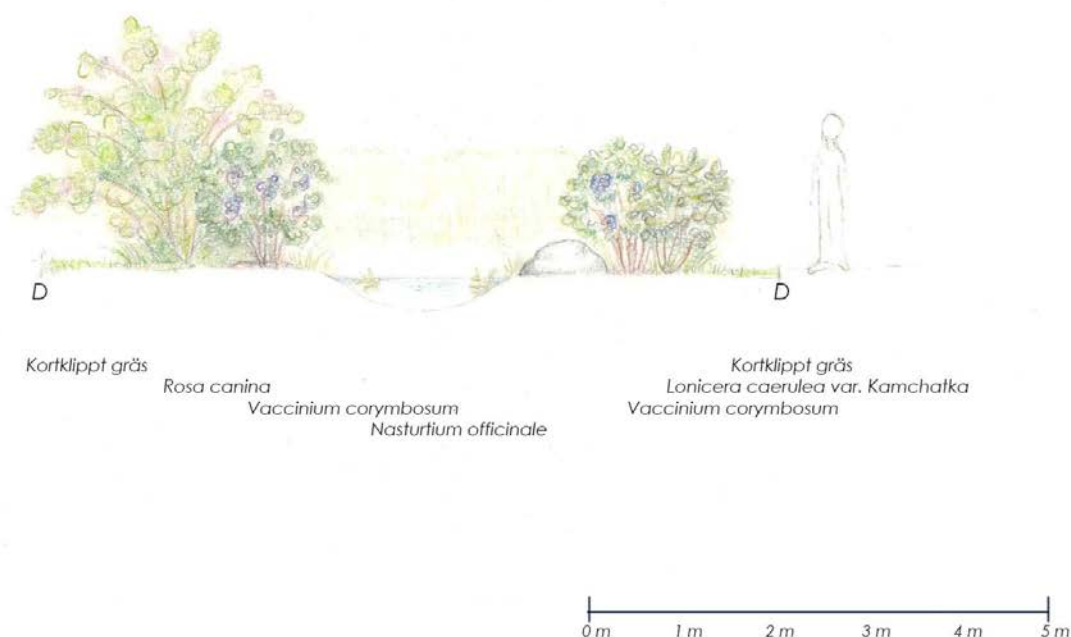 D D
Kortklippt gräs Kortklippt gräs
Rosa canina Lonicera caerulea var. Kamchatka
Vaccinium corymbosum Vaccinium corymbosum
Nasturtium officinale
0 m 1 m 2 m 3 m 4 m 5 m